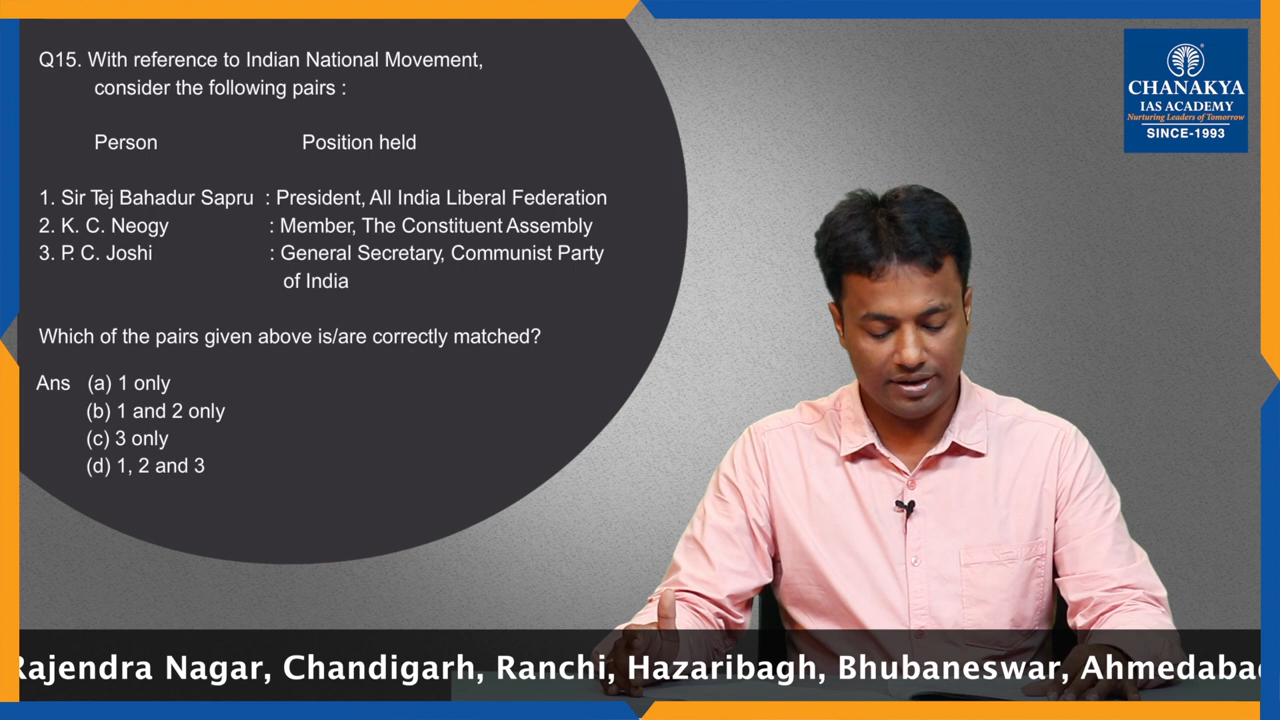 Q15. With reference to Indian National Movement,
consider the following pairs :
Person Position held
1. Sir Tej Bahadur Sapru : President, All India Liberal Federation
2. K. C. Neogy : Member, The Constituent Assembly
3. P. C. Joshi : General Secretary, Communist Party
of India
Which of the pairs given above is/are correctly matched?
Ans (a) 1 only
(b) 1 and 2 only
(c) 3 only
(d) 1, 2 and 3
CHANAKYA
IAS ACADEMY
Nurturing Leaders of Tomorrow
SINCE-1993
Rajendra Nagar, Chandigarh, Ranchi, Hazaribagh, Bhubaneswar,